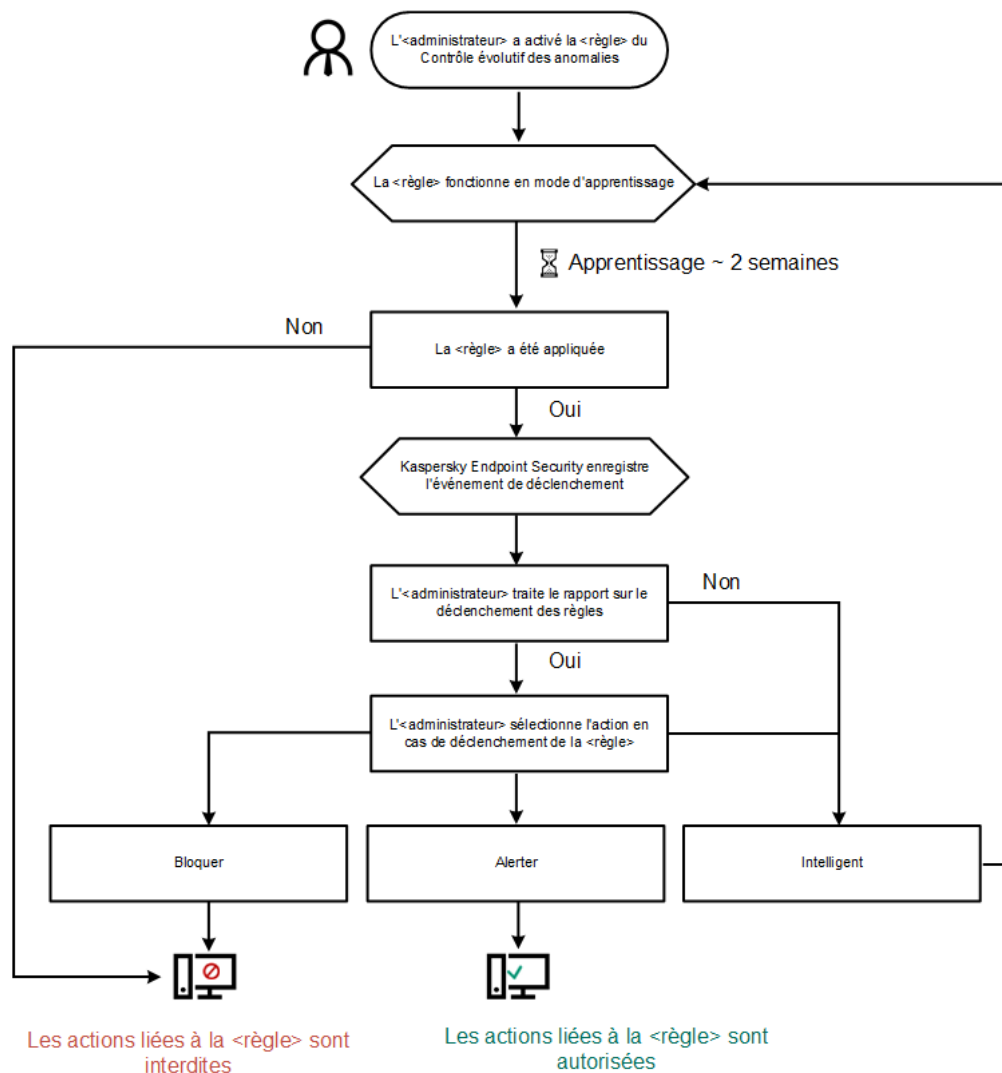 L'<administrateur> a activé la <règle> du
Contrôle évolutif des anomalies
La <règle> fonctionne en mode d'apprentissage
Apprentissage ~ 2 semaines
Non
La <règle> a été appliquée
Oui
Kaspersky Endpoint Security enregistre
l'événement de déclenchement
L'<administrateur> traite le rapport sur le
déclenchement des règles
Non
Oui
L'<administrateur> sélectionne l'action en
cas de déclenchement de la <règle>
Bloquer
Alerter
Intelligent
Les actions liées à la <règle> sont
interdites
Les actions liées à la <règle> sont
autorisées